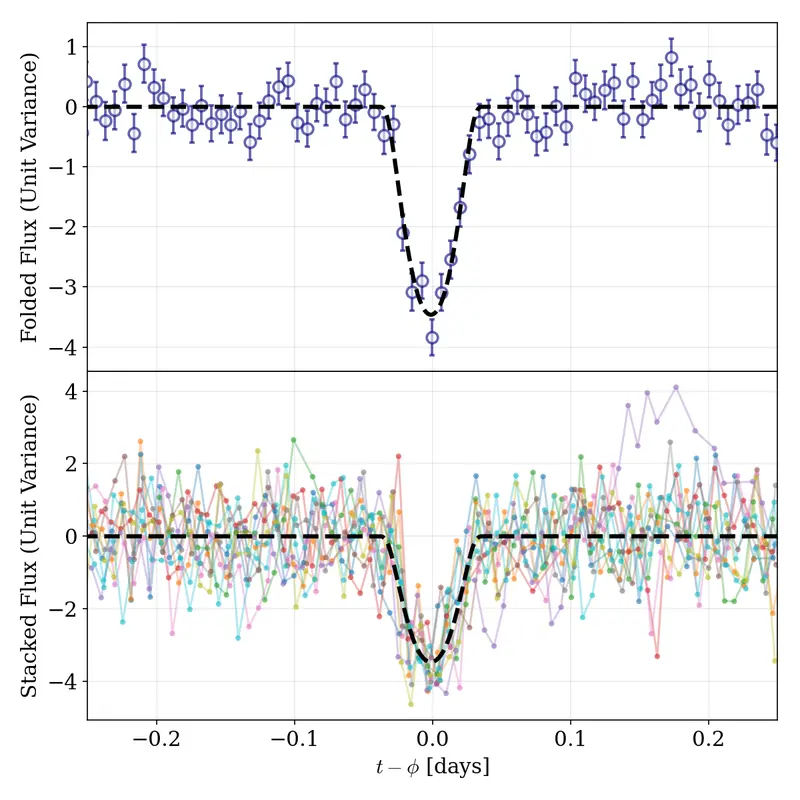 Folded Flux (Unit Variance)
1
0
−1
−2
−3
−4
Stacked Flux (Unit Variance)
4
2
0
−2
−4
−0.2 −0.1 0.0 0.1 0.2
t − ϕ [days]